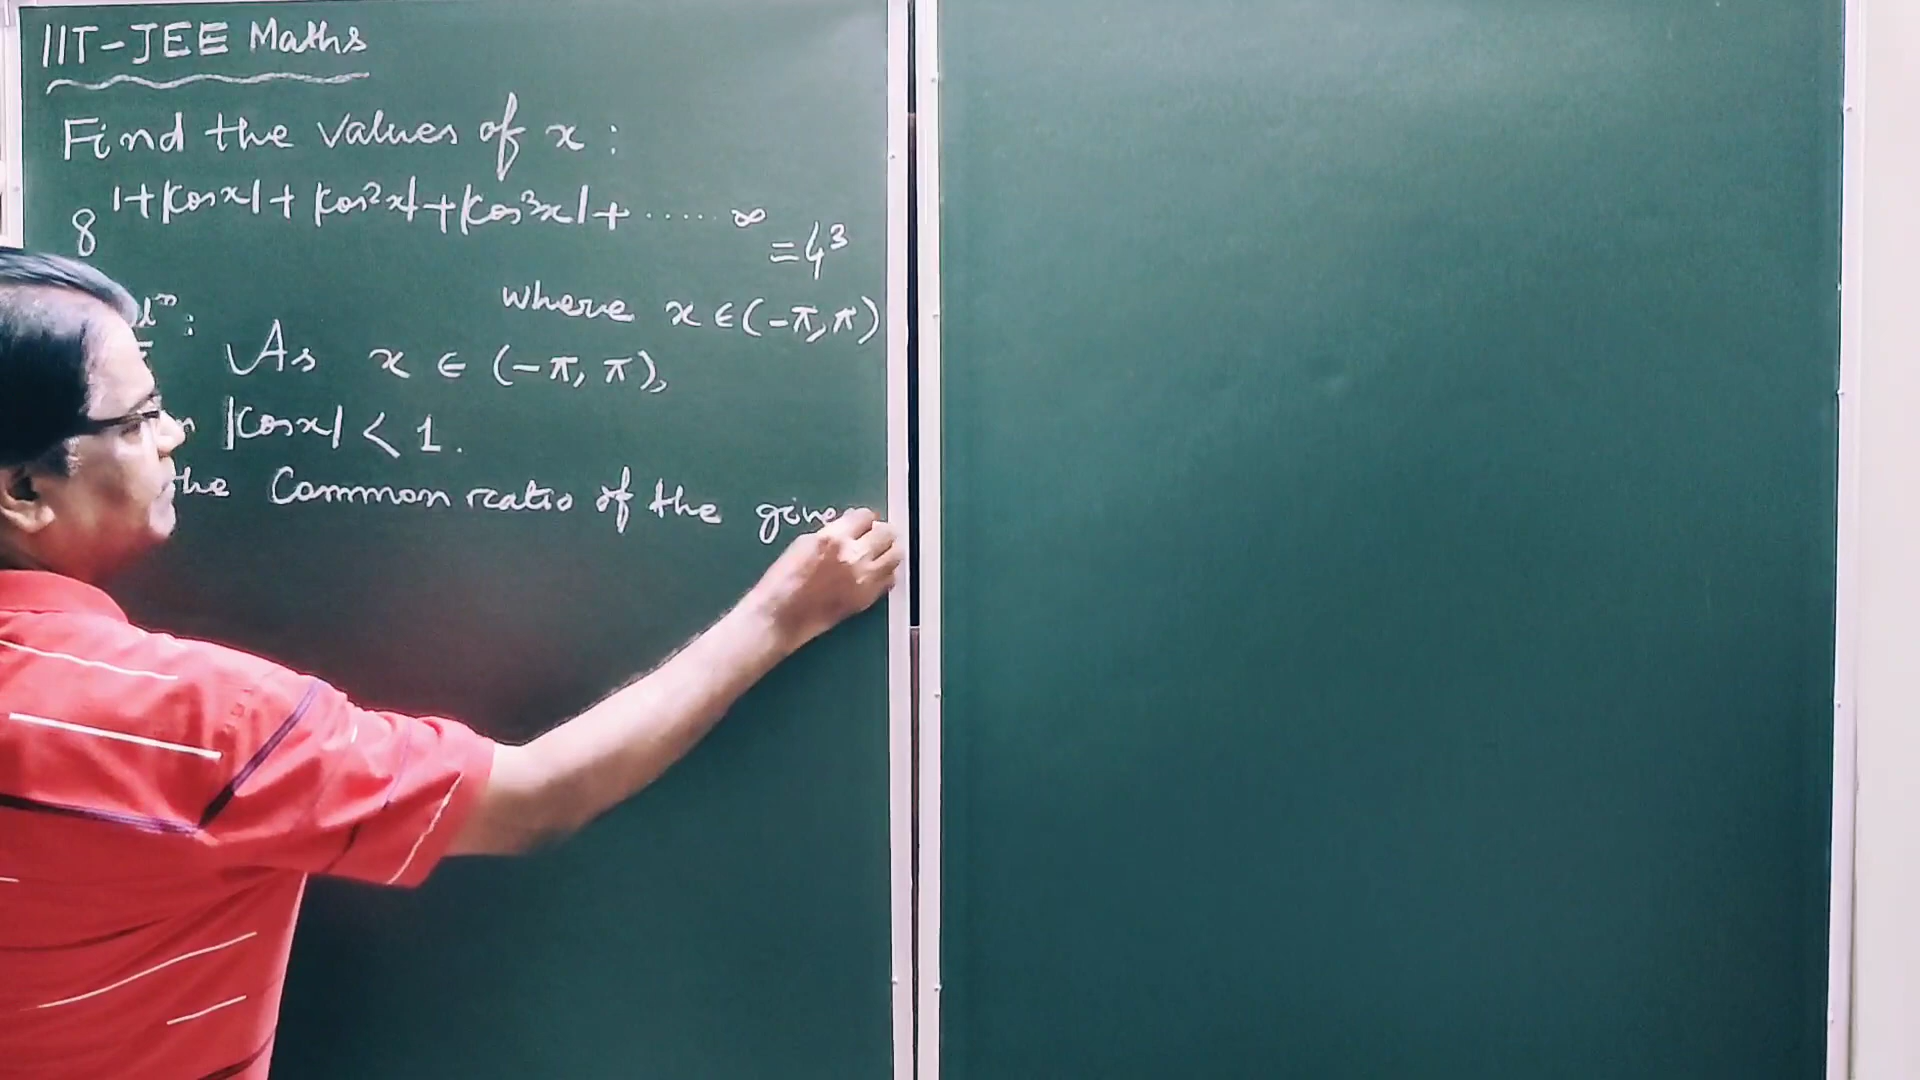 IIT-JEE Maths
Find the values of x :
8^{1+|cosx|+|cos²x|+|cos³x|+ ...... ∞} = 4³
where x ∈ (-π, π)
As x ∈ (-π, π),
|cosx| < 1.
the Common ratio of the